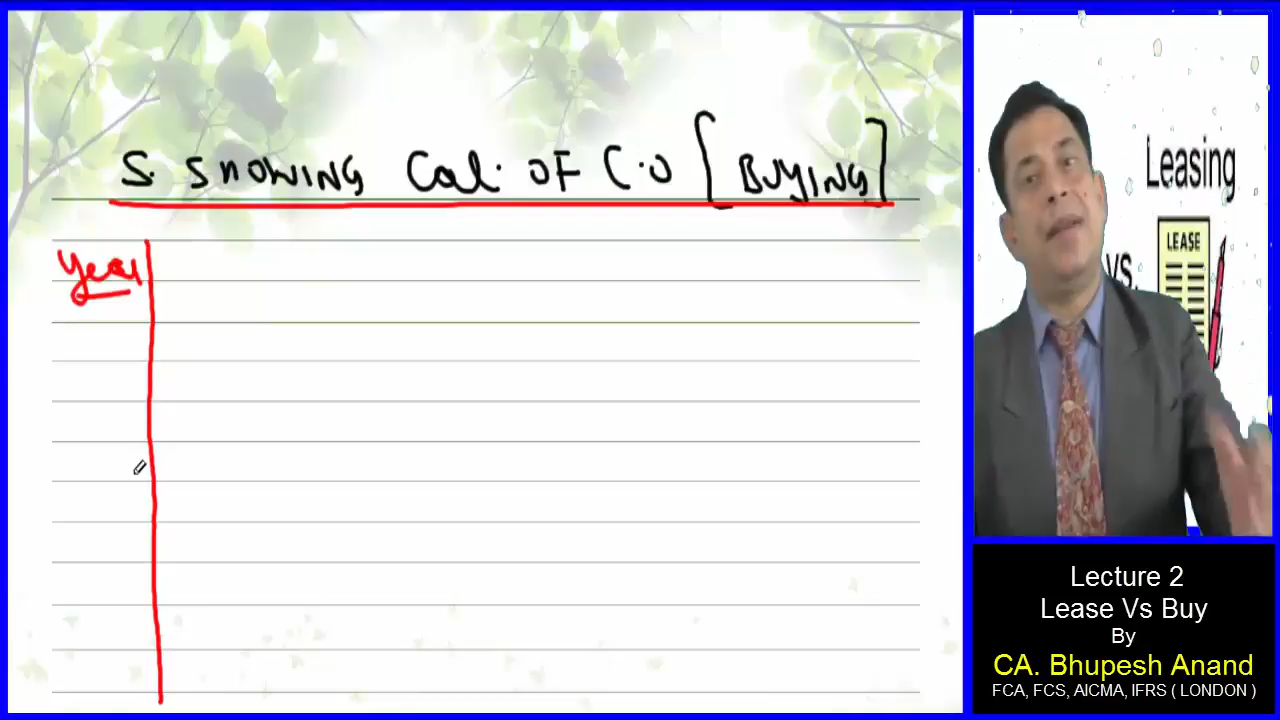 S. SHOWING Cal. OF C.O [BUYING]
Year
Leasing
vs.
LEASE
Lecture 2
Lease Vs Buy
By
CA. Bhupesh Anand
FCA, FCS, AICMA, IFRS ( LONDON )